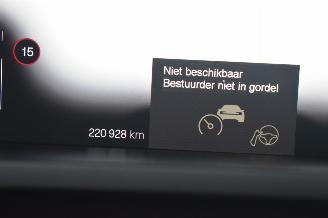 15
Niet beschikbaar
Bestuurder niet in gordel
220 928 km